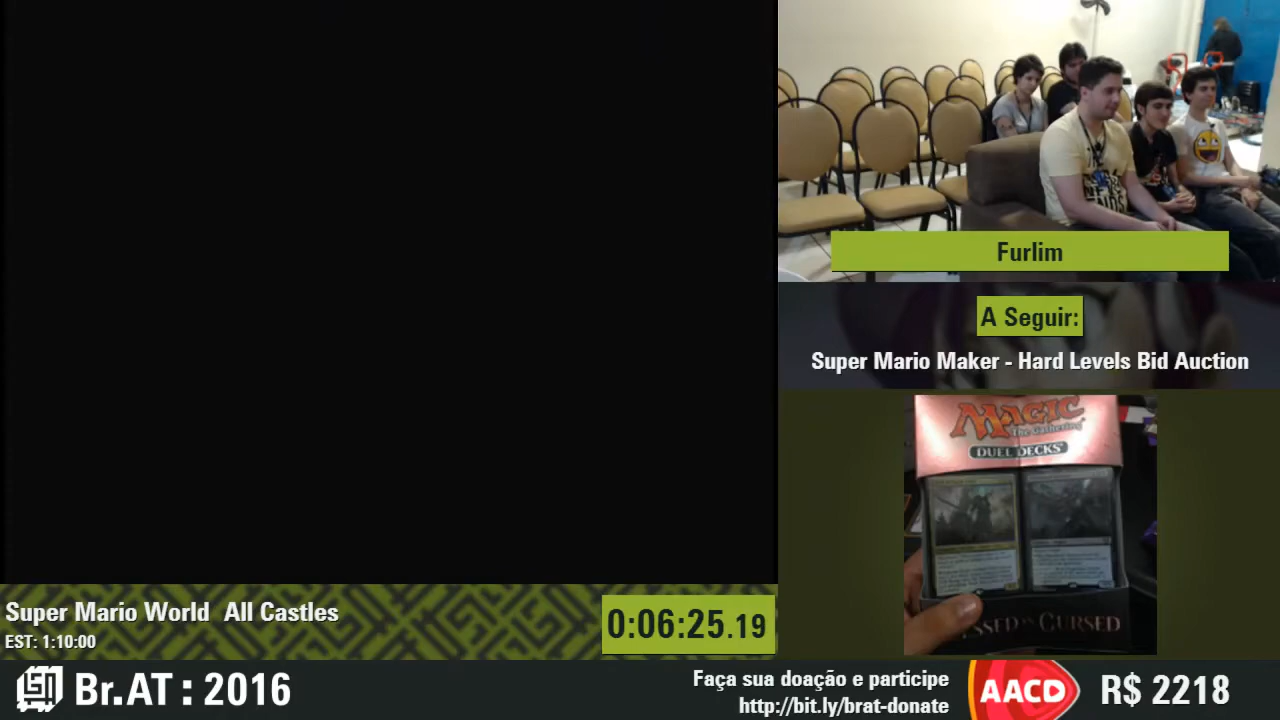 Furlim
A Seguir:
Super Mario Maker - Hard Levels Bid Auction
MAGIC
The Gathering
DUEL DECKS
CURSED
Super Mario World All Castles
EST: 1:10:00
0:06:25.19
Br.AT : 2016
Faça sua doação e participe
http://bit.ly/brat-donate
AACD
R$ 2218